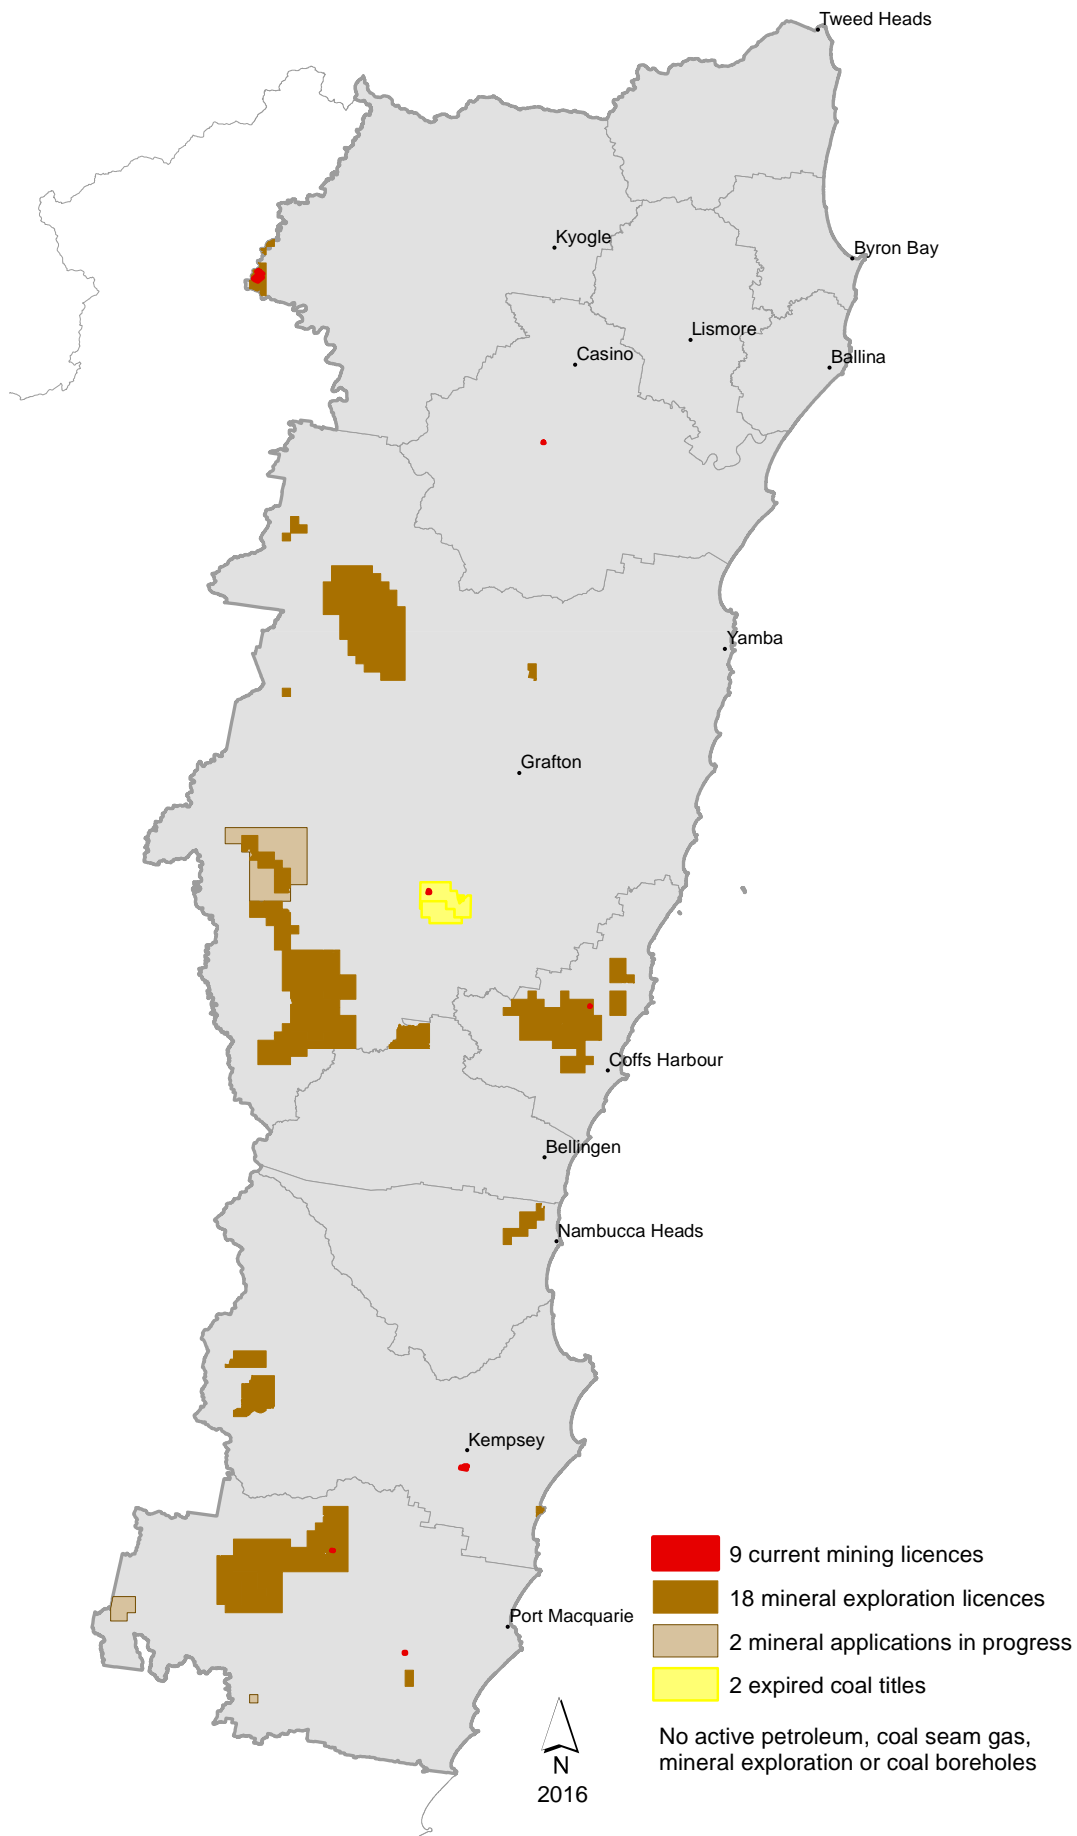 Tweed Heads
Kyogle
Byron Bay
Lismore
Casino
Ballina
Yamba
Grafton
Coffs Harbour
Bellingen
Nambucca Heads
Kempsey
Port Macquarie
9 current mining licences
18 mineral exploration licences
2 mineral applications in progress
2 expired coal titles
No active petroleum, coal seam gas,
mineral exploration or coal boreholes
N
2016